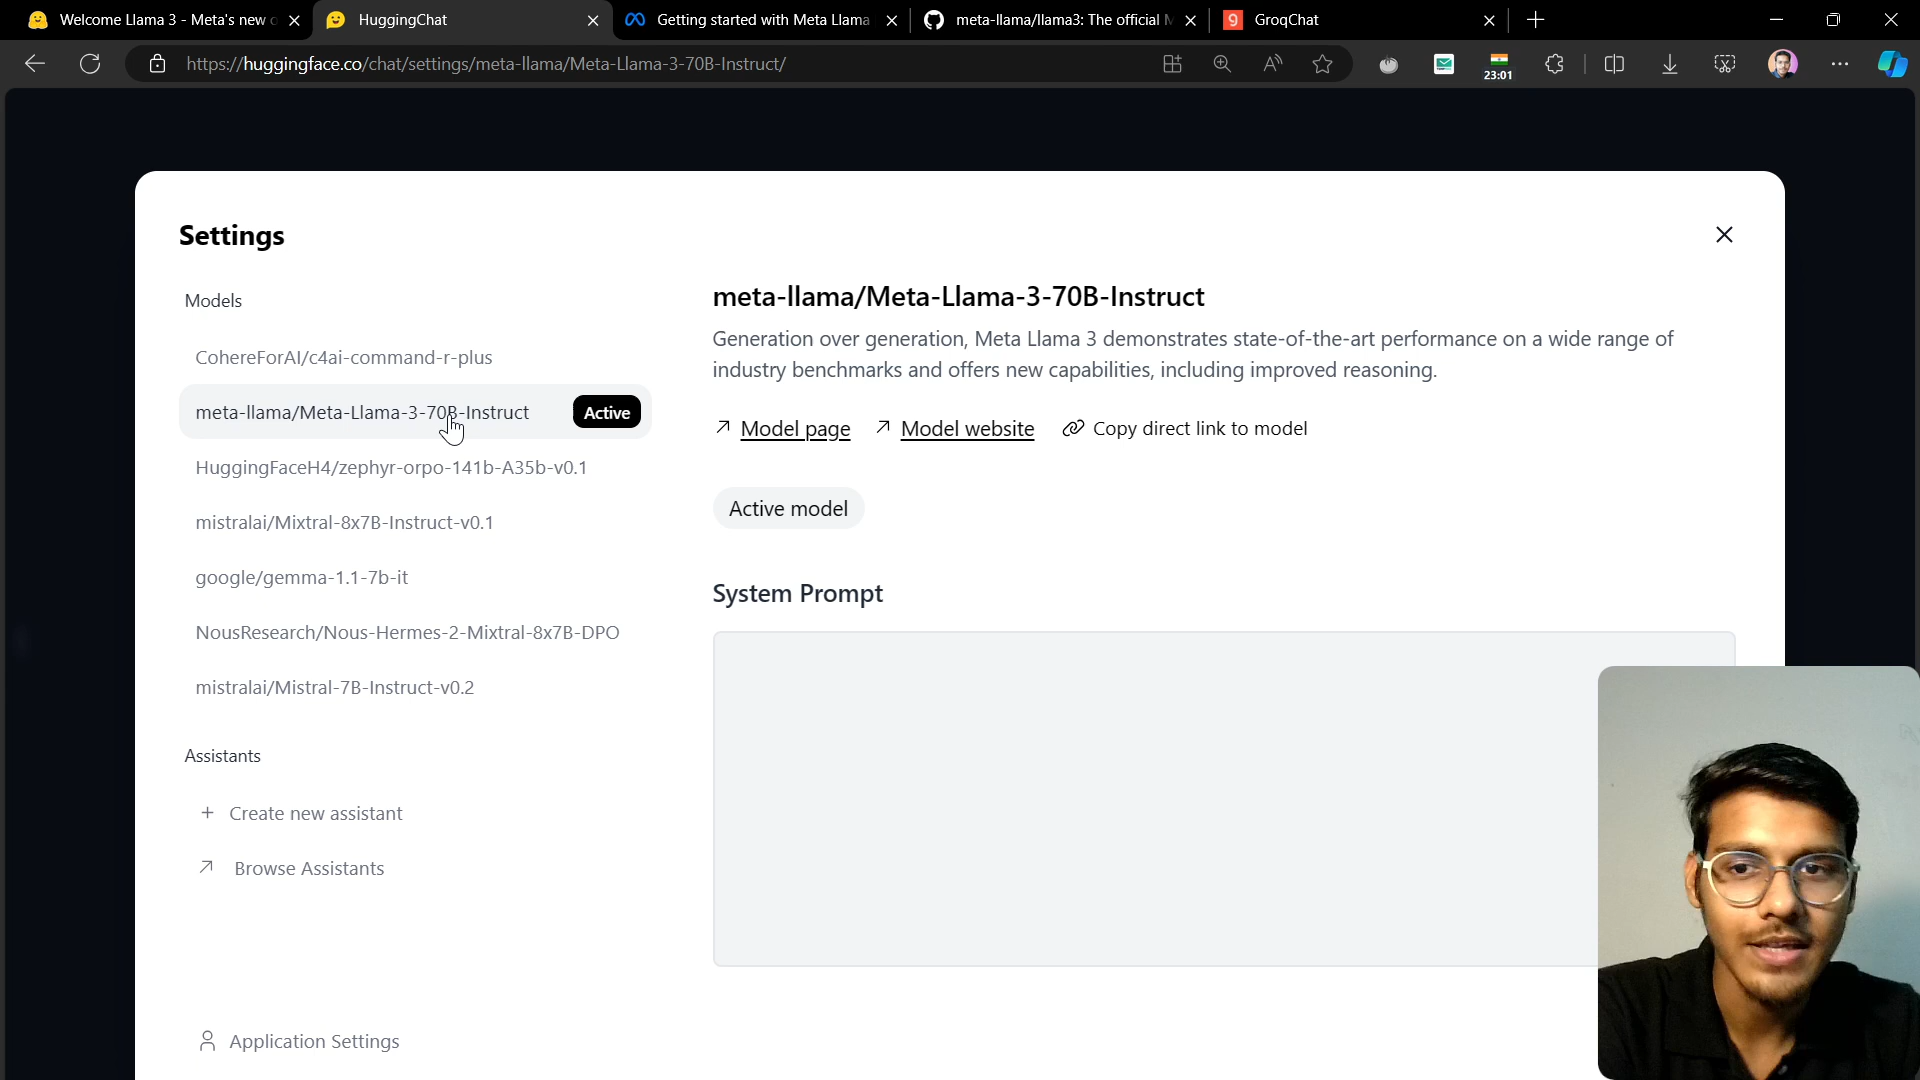 Welcome Llama 3 - Meta's new o
HuggingChat
Getting started with Meta Llama
meta-llama/llama3: The official M
GroqChat
https://huggingface.co/chat/settings/meta-llama/Meta-Llama-3-70B-Instruct/
23:01
Settings
Models
CohereForAI/c4ai-command-r-plus
meta-llama/Meta-Llama-3-70B-Instruct
Active
HuggingFaceH4/zephyr-orpo-141b-A35b-v0.1
mistralai/Mixtral-8x7B-Instruct-v0.1
google/gemma-1.1-7b-it
NousResearch/Nous-Hermes-2-Mixtral-8x7B-DPO
mistralai/Mistral-7B-Instruct-v0.2
Assistants
Create new assistant
Browse Assistants
Application Settings
meta-llama/Meta-Llama-3-70B-Instruct
Generation over generation, Meta Llama 3 demonstrates state-of-the-art performance on a wide range of
industry benchmarks and offers new capabilities, including improved reasoning.
Model page
Model website
Copy direct link to model
Active model
System Prompt